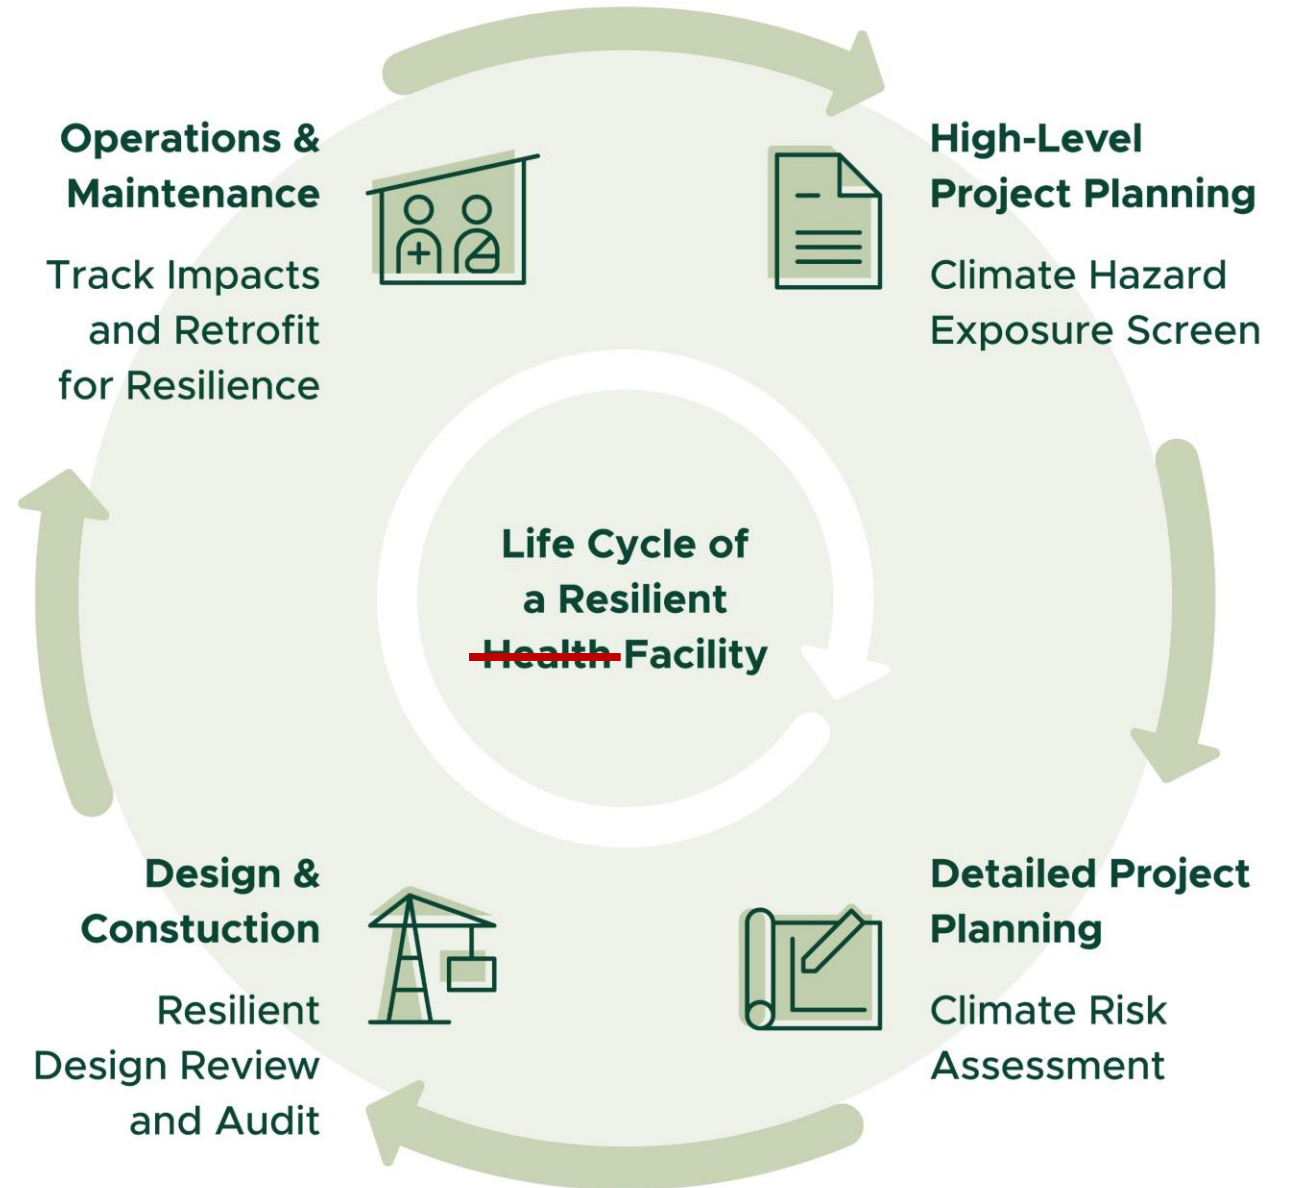 Operations &
Maintenance
Track Impacts
and Retrofit
for Resilience
High-Level
Project Planning
Climate Hazard
Exposure Screen
Life Cycle of
a Resilient
Health Facility
Design &
Constuction
Resilient
Design Review
and Audit
Detailed Project
Planning
Climate Risk
Assessment